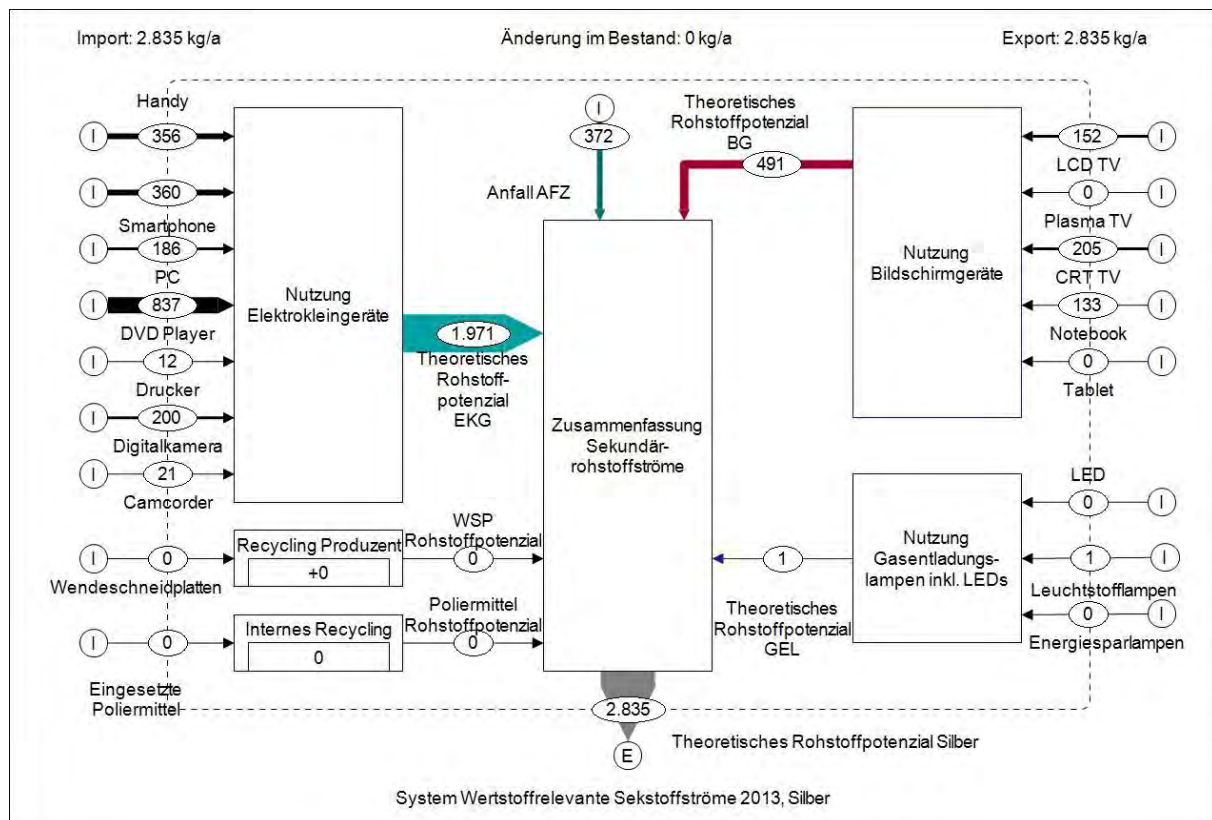 Import: 2.835 kg/a
Änderung im Bestand: 0 kg/a
Export: 2.835 kg/a
Handy
I
356
I
360
Smartphone
I
186
PC
I
837
DVD Player
I
12
Drucker
I
200
Digitalkamera
I
21
Camcorder
Nutzung
Elektrokleingeräte
1.971
Theoretisches
Rohstoff-
potenzial
EKG
I
372
Anfall AFZ
Theoretisches
Rohstoffpotenzial
BG
491
Zusammenfassung
Sekundär-
rohstoffströme
Nutzung
Bildschirmgeräte
152
I
LCD TV
0
I
Plasma TV
205
I
CRT TV
133
I
Notebook
0
I
Tablet
I
0
Wendeschneidplatten
Recycling Produzent
+0
WSP
Rohstoffpotenzial
0
I
0
Eingesetzte
Poliermittel
Internes Recycling
0
Poliermittel
Rohstoffpotenzial
0
1
Theoretisches
Rohstoffpotenzial
GEL
Nutzung
Gasentladungs-
lampen inkl. LEDs
LED
0
I
1
I
Leuchtstofflampen
0
I
Energiesparlampen
2.835
E
Theoretisches Rohstoffpotenzial Silber
System Wertstoffrelevante Sekstoffströme 2013, Silber